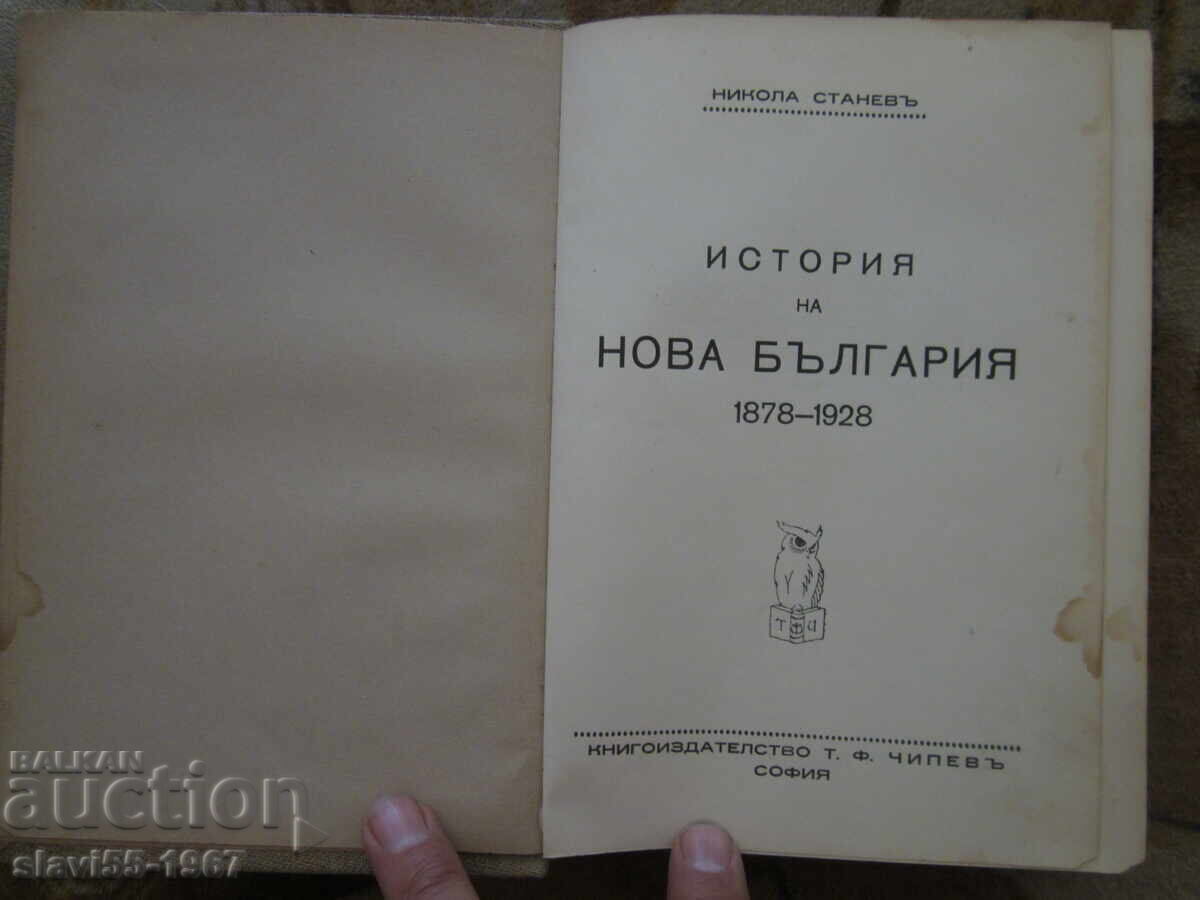 НИКОЛА СТАНЕВЪ
ИСТОРИЯ
НА
НОВА БЪЛГАРИЯ
1878—1928
Т Ф Ч
КНИГОИЗДАТЕЛСТВО Т. Ф. ЧИПЕВЪ
СОФИЯ
BALKAN
auction
slavi55-1967